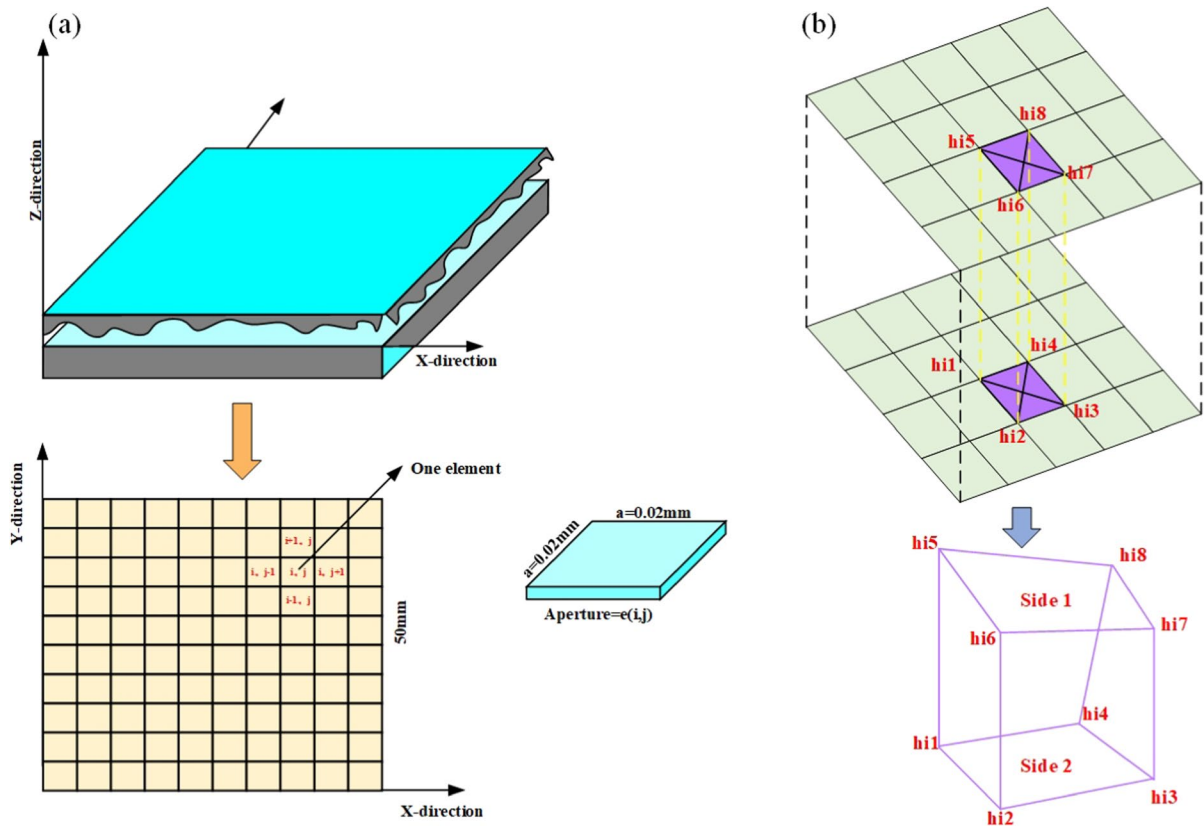 (a)
Z-direction
X-direction
Y-direction
One element
i+1, j
i, j-1
i, j
i, j+1
i-1, j
50mm
X-direction
a=0.02mm
a=0.02mm
Aperture=e(i,j)
(b)
hi8
hi5
hi7
hi6
hi4
hi1
hi3
hi2
hi5
hi8
Side 1
hi6
hi7
hi4
hi1
Side 2
hi3
hi2